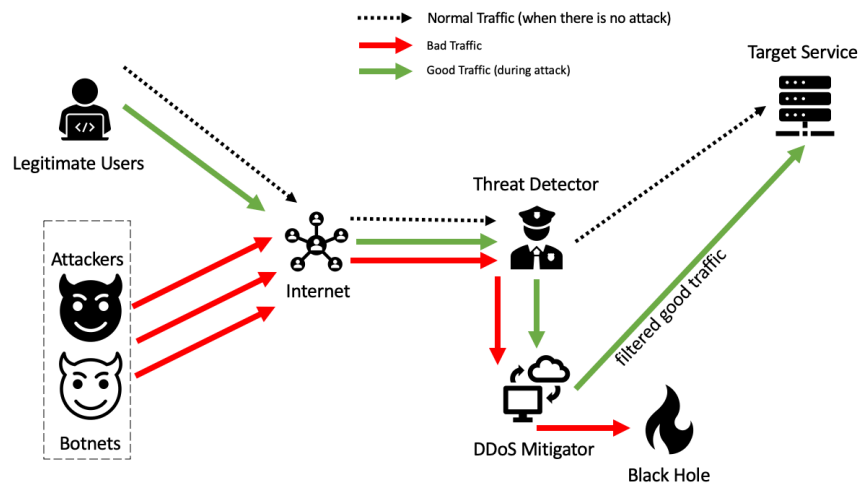 Normal Traffic (when there is no attack)
Bad Traffic
Good Traffic (during attack)
Target Service
Legitimate Users
Threat Detector
Attackers
Internet
filtered good traffic
Botnets
DDoS Mitigator
Black Hole